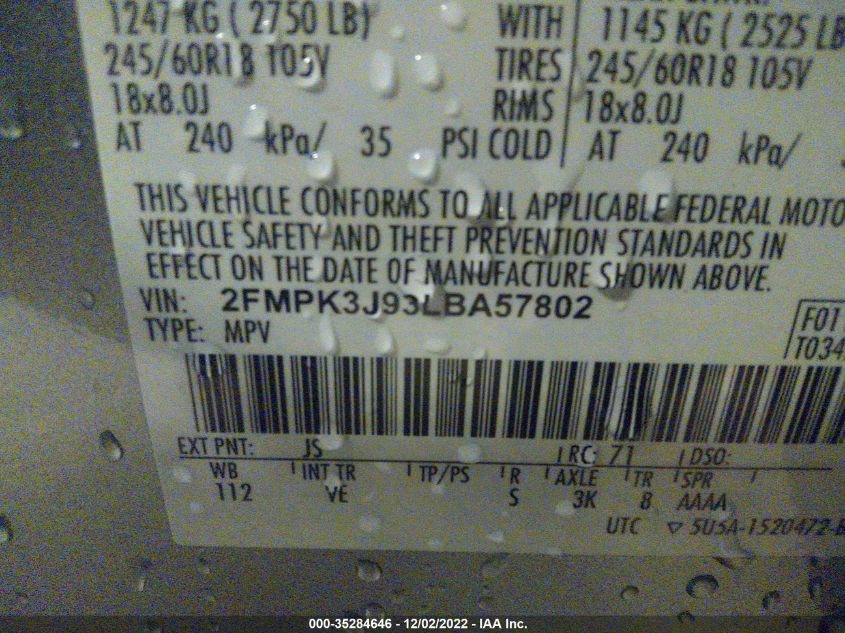 1247 KG ( 2750 LB) WITH 1145 KG ( 2525 LB
245/60R18 105V TIRES 245/60R18 105V
18x8.0J RIMS 18x8.0J
AT 240 kPa/ 35 PSI COLD AT 240 kPa/
THIS VEHICLE CONFORMS TO ALL APPLICABLE FEDERAL MOTO
VEHICLE SAFETY AND THEFT PREVENTION STANDARDS IN
EFFECT ON THE DATE OF MANUFACTURE SHOWN ABOVE.
VIN: 2FMPK3J93LBA57802
TYPE: MPV
F01
T034
EXT PNT: JS RC: 71 DSO:
WB INT TR TP/PS R AXLE TR SPR
112 VE S 3K 8 AAAA
UTC ▽ 5U5A-1520472-B
000-35284646 - 12/02/2022 - IAA Inc.